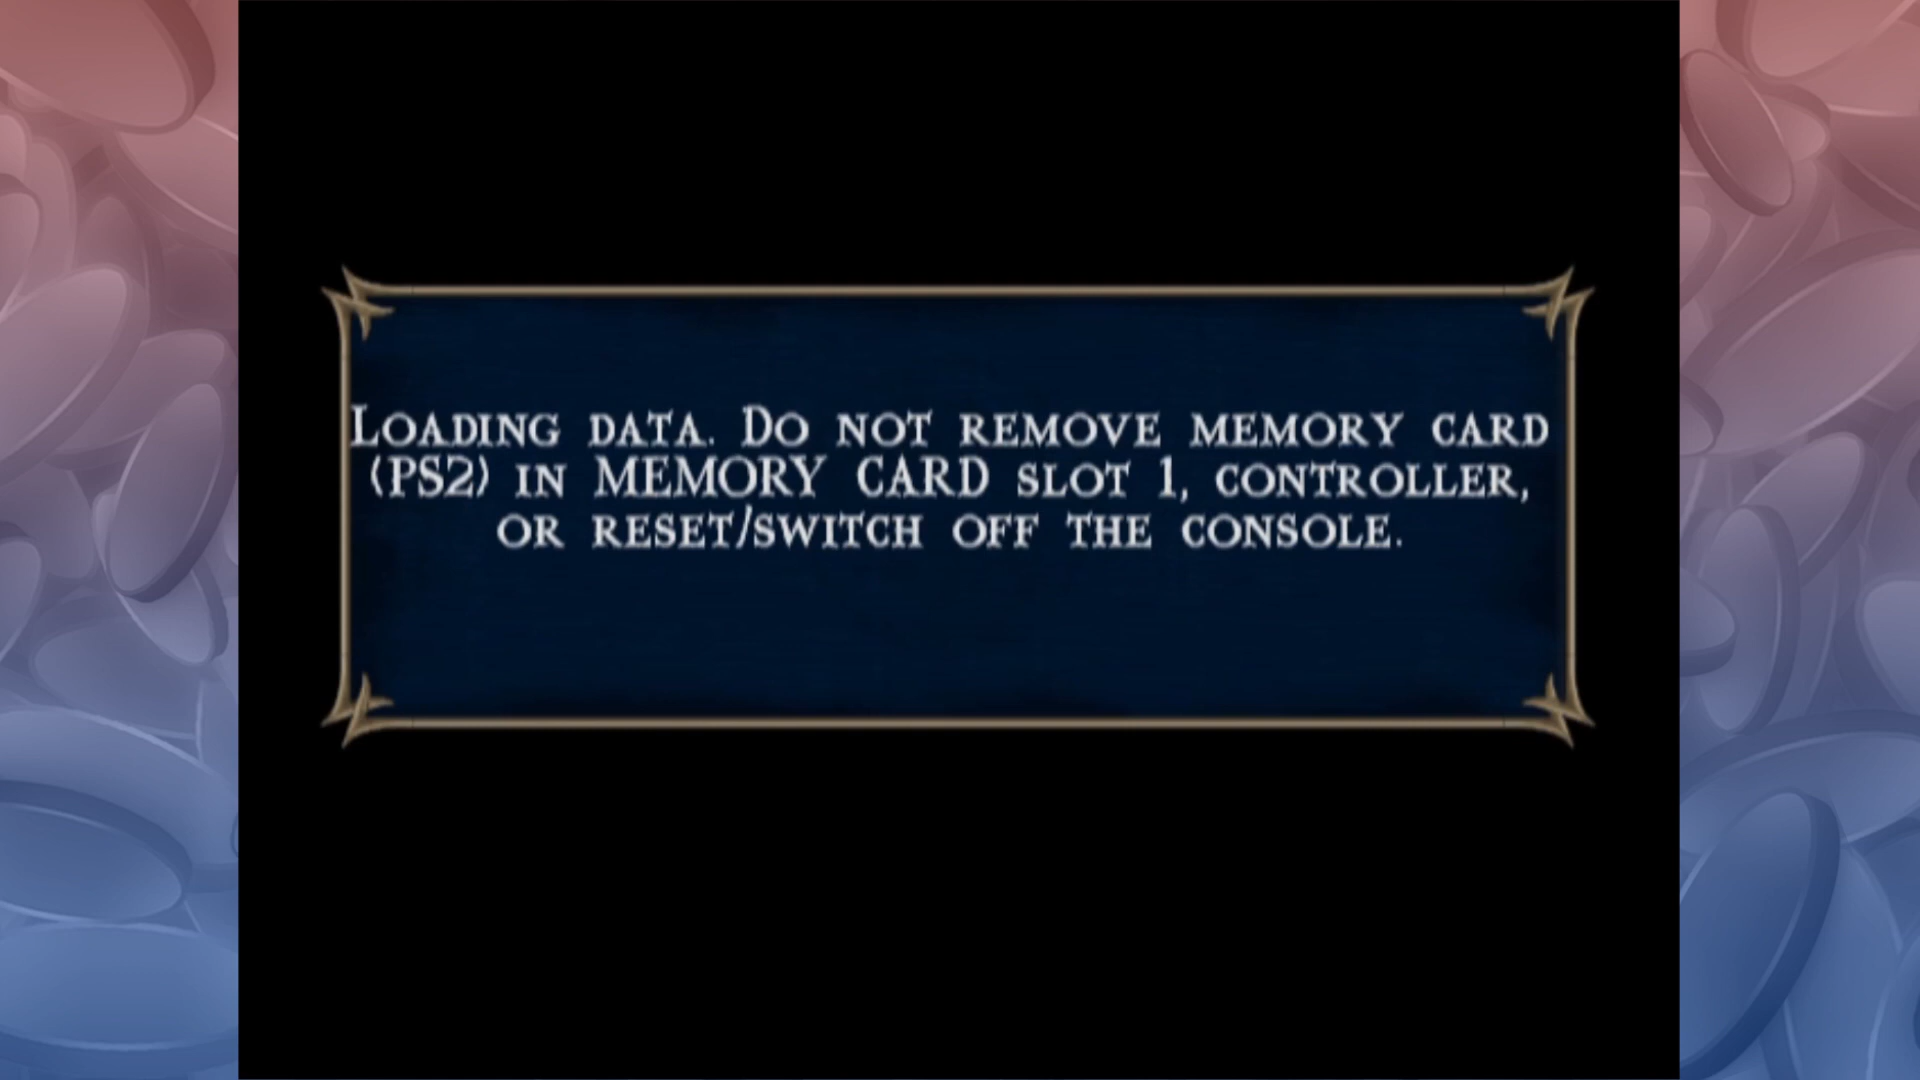 Loading data. Do not remove memory card
(PS2) in MEMORY CARD slot 1, controller,
or reset/switch off the console.